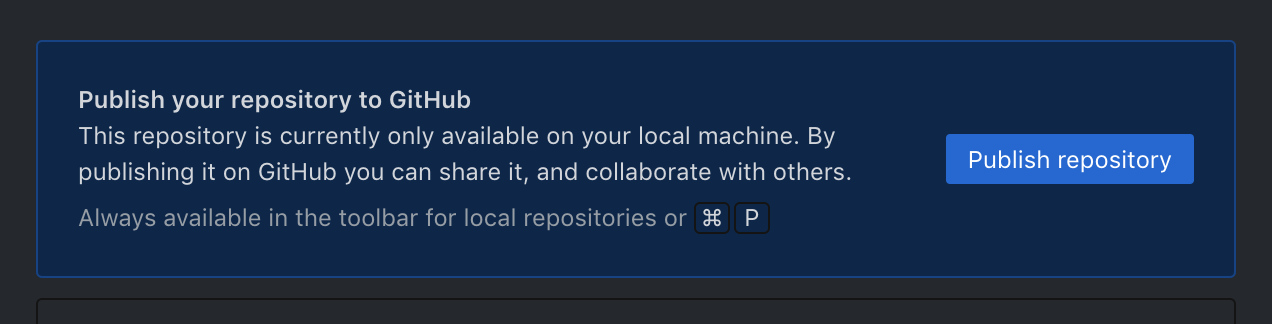 Publish your repository to GitHub
This repository is currently only available on your local machine. By
publishing it on GitHub you can share it, and collaborate with others.
Publish repository
Always available in the toolbar for local repositories or ⌘ P